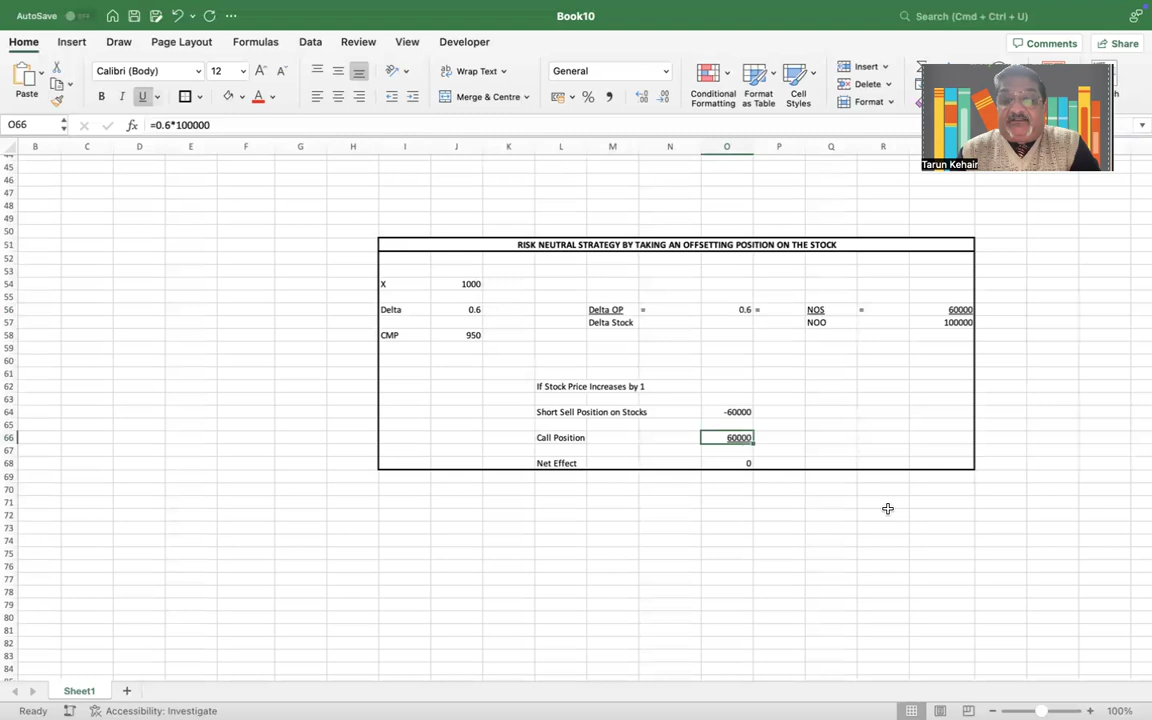 AutoSave OFF
Book10
Search (Cmd + Ctrl + U)
Home Insert Draw Page Layout Formulas Data Review View Developer
Comments Share
Paste
Calibri (Body) 12
B I U
Wrap Text
Merge & Centre
General
Conditional Formatting
Format as Table
Cell Styles
Insert
Delete
Format
Tarun Kehair
O66 fx =0.6*100000
B C D E F G H I J K L M N O P Q R
44
45
46
47
48
49
50
51 RISK NEUTRAL STRATEGY BY TAKING AN OFFSETTING POSITION ON THE STOCK
52
53
54 X 1000
55
56 Delta 0.6 Delta OP = 0.6 = NOS = 60000
57 Delta Stock NOO 100000
58 CMP 950
59
60
61
62 If Stock Price Increases by 1
63
64 Short Sell Position on Stocks -60000
65
66 Call Position 60000
67
68 Net Effect 0
69
70
71
72
73
74
75
76
77
78
79
80
81
82
83
84
Sheet1
Ready Accessibility: Investigate 100%